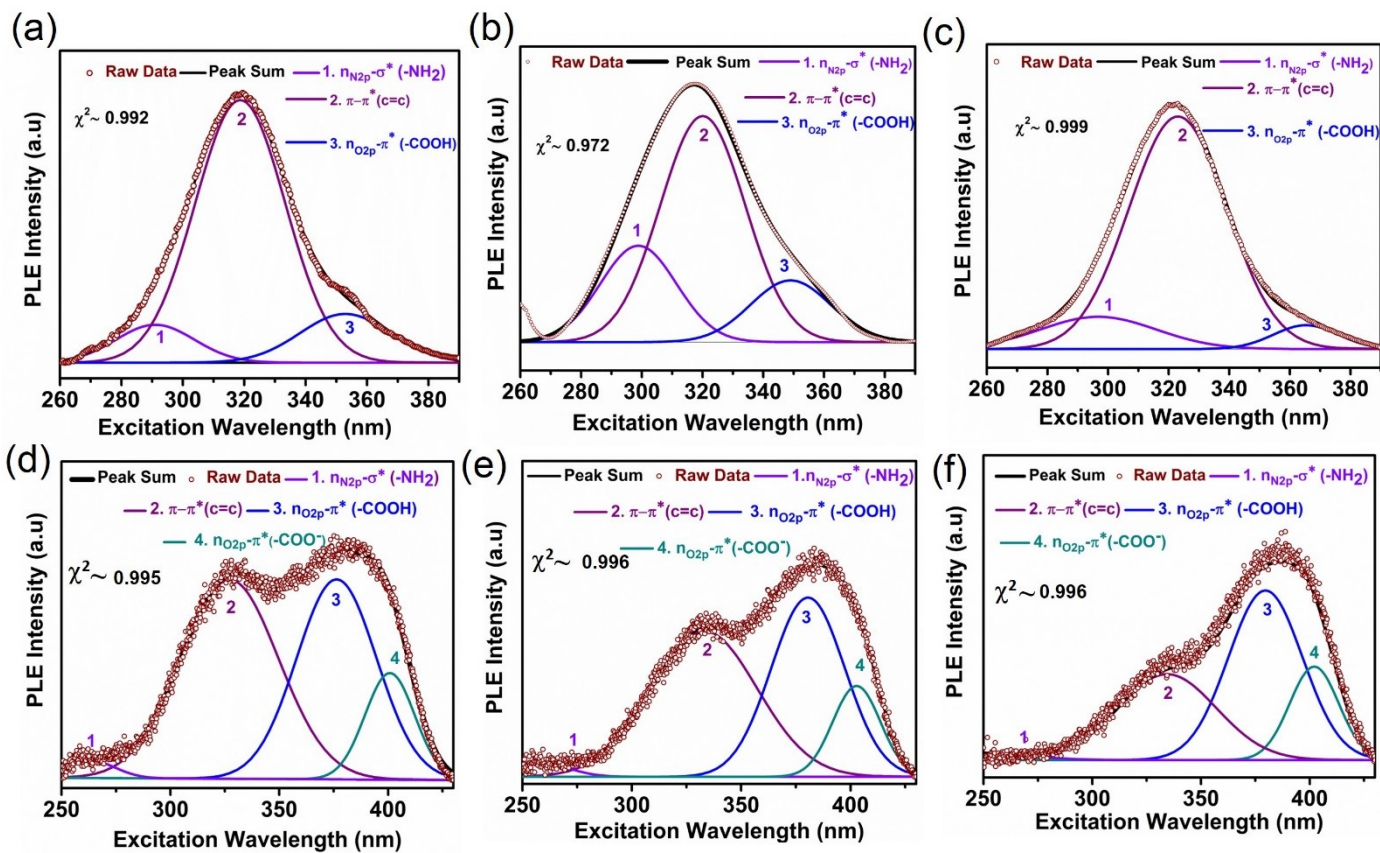 (a)
Raw Data Peak Sum 1. nN2p-σ* (-NH2)
2. π-π*(c=c)
χ²~ 0.992
3. nO2p-π* (-COOH)
2
1
3
PLE Intensity (a.u)
260 280 300 320 340 360 380
Excitation Wavelength (nm)
(b)
Raw Data Peak Sum 1. nN2p-σ* (-NH2)
2. π-π*(c=c)
3. nO2p-π* (-COOH)
χ²~ 0.972
2
1
3
PLE Intensity (a.u)
260 280 300 320 340 360 380
Excitation Wavelength (nm)
(c)
Raw Data Peak Sum 1. nN2p-σ* (-NH2)
2. π-π*(c=c)
χ²~ 0.999
3. nO2p-π* (-COOH)
2
1
3
PLE Intensity (a.u)
260 280 300 320 340 360 380
Excitation Wavelength (nm)
(d)
Peak Sum Raw Data 1. nN2p-σ* (-NH2)
2. π-π*(c=c) 3. nO2p-π* (-COOH)
4. nO2p-π*(-COO⁻)
χ²~ 0.995
2
3
4
1
PLE Intensity (a.u)
250 300 350 400
Excitation Wavelength (nm)
(e)
Peak Sum Raw Data 1.nN2p-σ* (-NH2)
2. π-π*(c=c) 3. nO2p-π* (-COOH)
4. nO2p-π*(-COO⁻)
χ²~ 0.996
3
2
4
1
PLE Intensity (a.u)
250 300 350 400
Excitation Wavelength (nm)
(f)
Peak Sum Raw Data 1. nN2p-σ* (-NH2)
2. π-π*(c=c) 3. nO2p-π* (-COOH)
4. nO2p-π*(-COO⁻)
χ²~ 0.996
3
4
2
1
PLE Intensity (a.u)
250 300 350 400
Excitation Wavelength (nm)